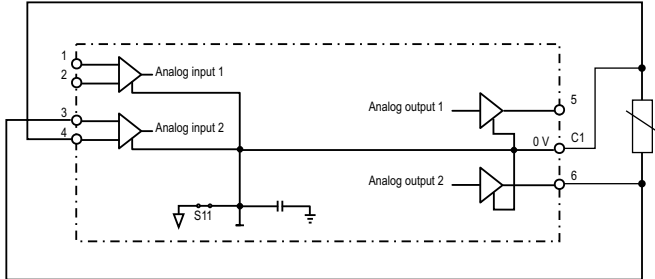 1
Analog input 1
2
Analog output 1
5
3
Analog input 2
4
0 V
C1
Analog output 2
6
S11